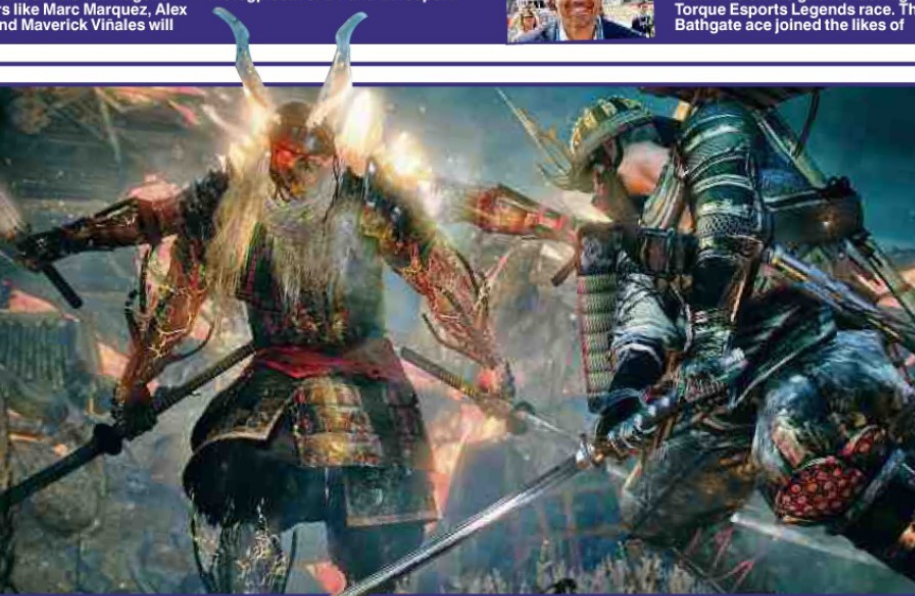 rs like Marc Marquez, Alex
nd Maverick Viñales will
Torque Esports Legends race. Th
Bathgate ace joined the likes of